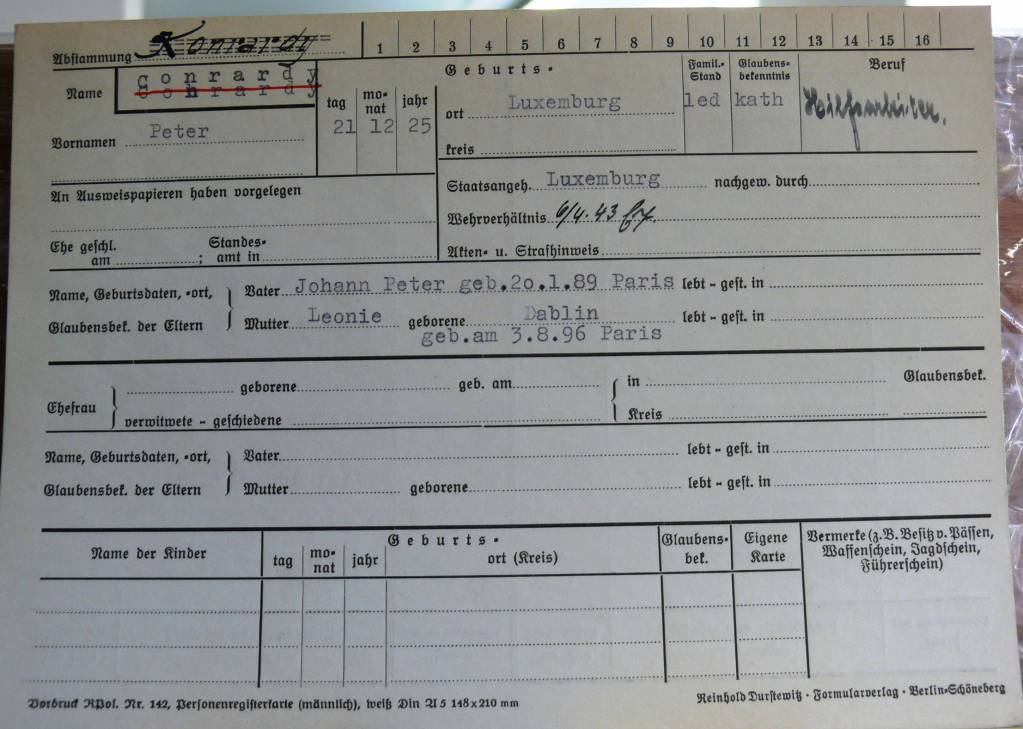 Abstammung Konrardy 1 2 3 4 5 6 7 8 9 10 11 12 13 14 15 16
Name Conrardy
Conrardy
tag mo-nat jahr
21 12 25
Geburts-
ort Luxemburg
kreis
Famil.-Stand
led
Glaubens-bekenntnis
kath
Beruf
Hilfsarbeiter.
Vornamen Peter
An Ausweispapieren haben vorgelegen
Staatsangeh. Luxemburg nachgew. durch
Wehrverhältnis 6/4.43
Ehe geschl. am ; Standes-amt in
Akten- u. Strafhinweis
Name, Geburtsdaten, -ort, Vater Johann Peter geb.2o.1.89 Paris lebt - gest. in
Glaubensbek. der Eltern Mutter Leonie geborene Dablin lebt - gest. in
geb.am 3.8.96 Paris
Ehefrau geborene geb. am in Glaubensbek.
verwitwete - geschiedene Kreis
Name, Geburtsdaten, -ort, Vater lebt - gest. in
Glaubensbek. der Eltern Mutter geborene lebt - gest. in
Name der Kinder
Geburts-
tag mo-nat jahr ort (Kreis)
Glaubens-bek.
Eigene Karte
Vermerke (z.B. Besitz v. Pässen,
Waffenschein, Jagdschein,
Führerschein)
Vordruck RPol. Nr. 142, Personenregisterkarte (männlich), weiß Din A 5 148x210 mm
Reinhold Durstewitz · Formularverlag · Berlin-Schöneberg